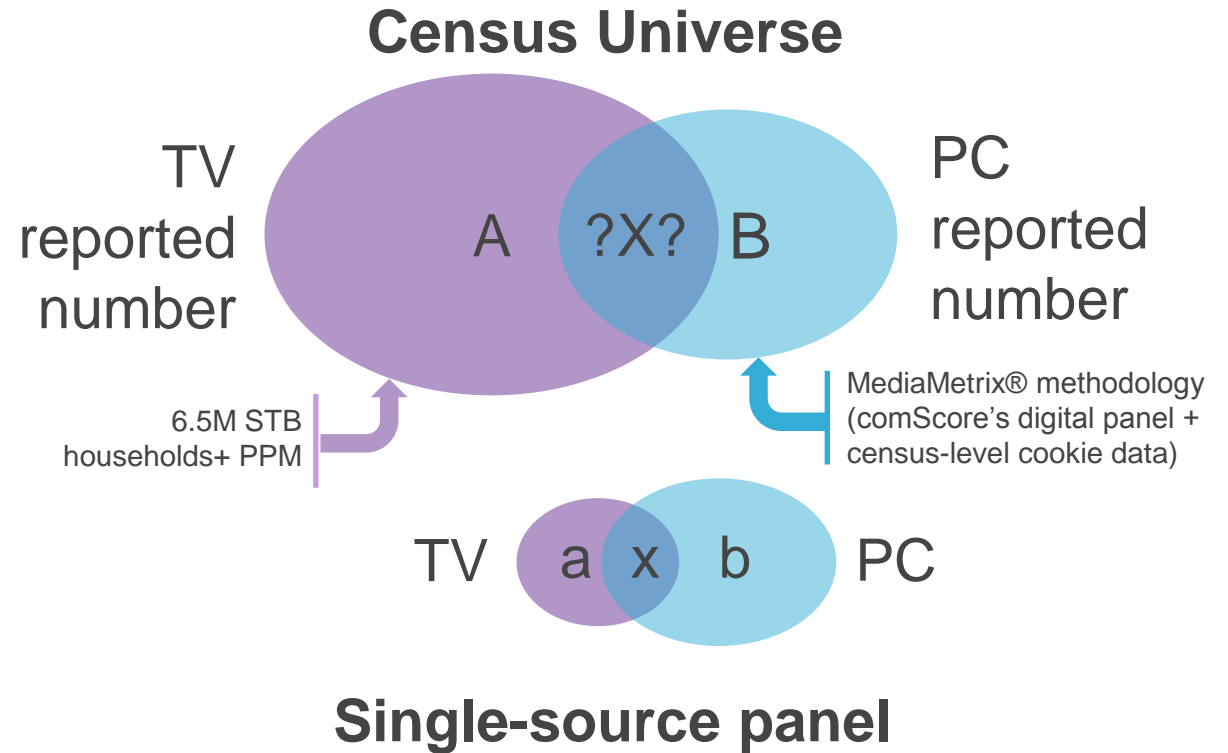 Census Universe
TV
reported
number
A
?X?
B
PC
reported
number
6.5M STB
households+ PPM
MediaMetrix® methodology
(comScore's digital panel +
census-level cookie data)
TV
a
x
b
PC
Single-source panel